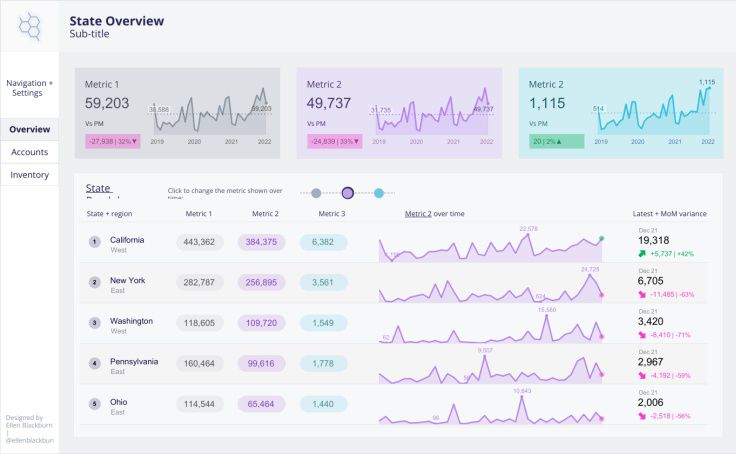 State Overview
Sub-title
Navigation +
Settings
Overview
Accounts
Inventory
Designed by
Ellen Blackburn
|
@ellenblackbun
Metric 1
59,203
Vs PM
-27,938 | 32%▼
38,588
59,203
2019 2020 2021 2022
Metric 2
49,737
Vs PM
-24,839 | 33%▼
31,735
49,737
2019 2020 2021 2022
Metric 2
1,115
Vs PM
20 | 2%▲
514
1,115
2019 2020 2021 2022
State
Click to change the metric shown over
time:
State + region Metric 1 Metric 2 Metric 3 Metric 2 over time Latest + MoM variance
1 California West 443,362 384,375 6,382 22,578 Dec 21 19,318 +5,737 | +42%
2 New York East 282,787 256,895 3,561 524 24,725 Dec 21 6,705 -11,485 | -63%
3 Washington West 118,605 109,720 1,549 62 15,580 Dec 21 3,420 -8,410 | -71%
4 Pennsylvania East 160,464 99,616 1,778 9,557 Dec 21 2,967 -4,192 | -59%
5 Ohio East 114,544 65,464 1,440 98 10,643 Dec 21 2,006 -2,518 | -56%